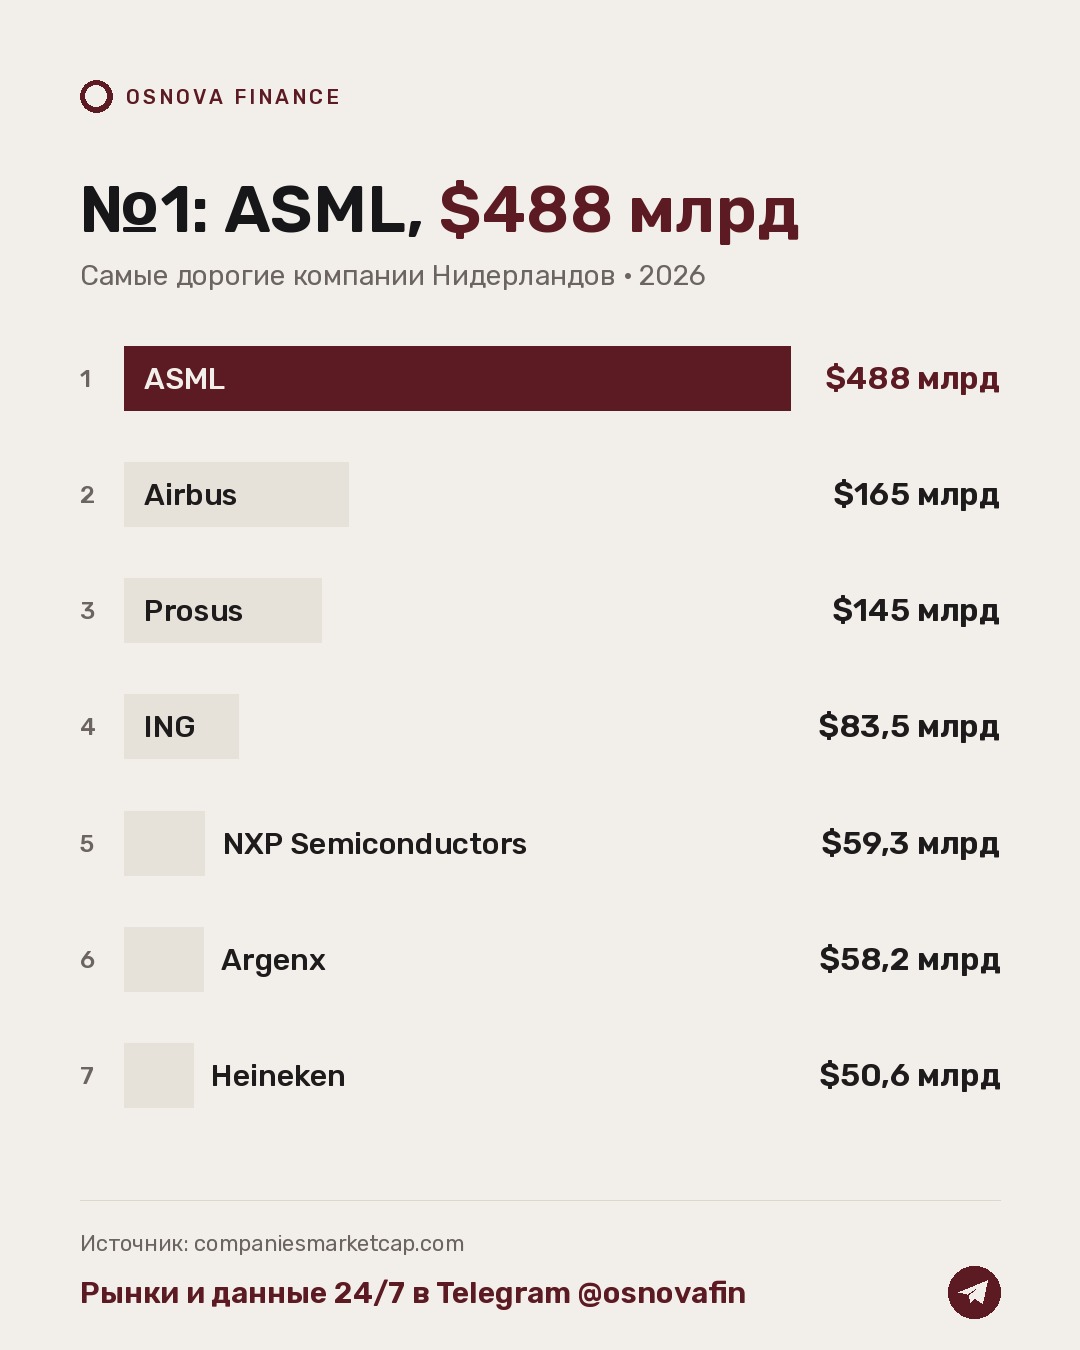 OSNOVA FINANCE
№1: ASML, $488 млрд
Самые дорогие компании Нидерландов • 2026
1 ASML $488 млрд
2 Airbus $165 млрд
3 Prosus $145 млрд
4 ING $83,5 млрд
5 NXP Semiconductors $59,3 млрд
6 Argenx $58,2 млрд
7 Heineken $50,6 млрд
Источник: companiesmarketcap.com
Рынки и данные 24/7 в Telegram @osnovafin